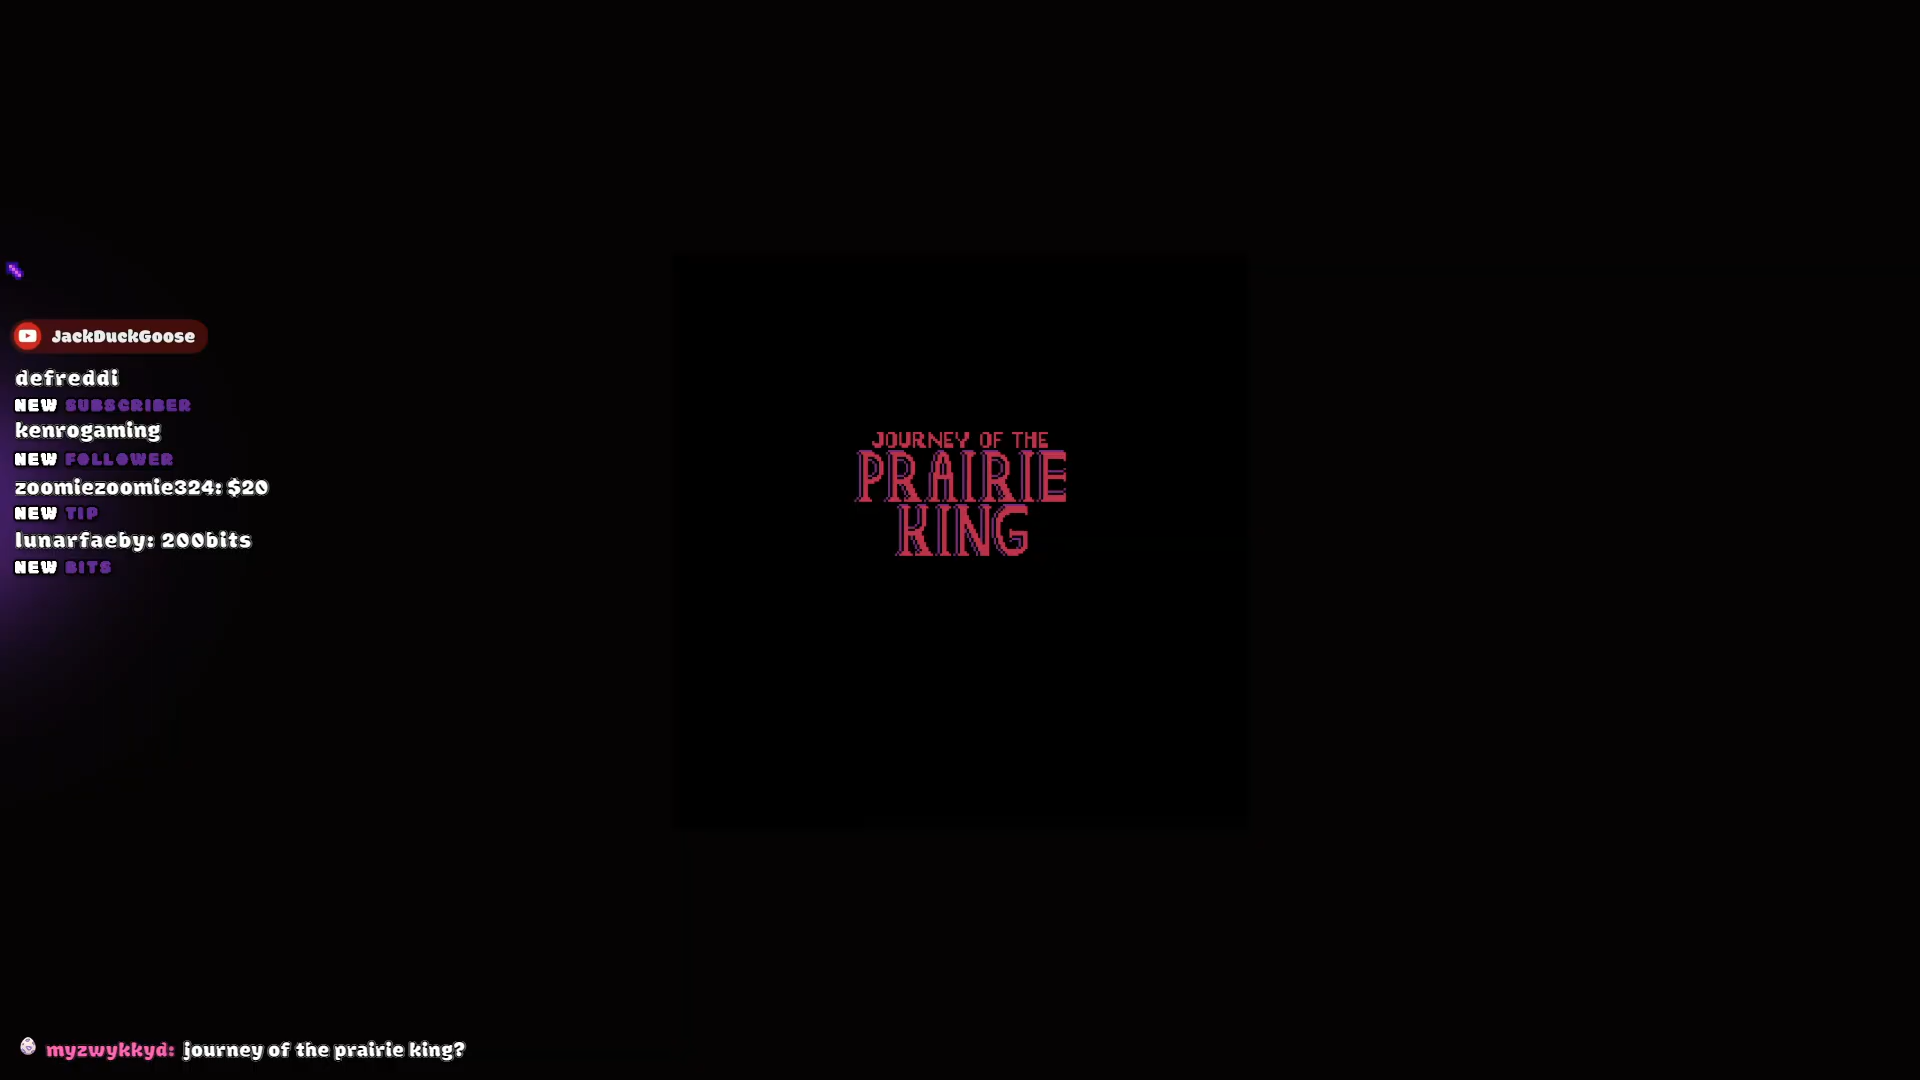 JackDuckGoose
defreddi
NEW SUBSCRIBER
kenrogaming
NEW FOLLOWER
zoomiezoomie324: $20
NEW TIP
lunarfaeby: 200bits
NEW BITS
JOURNEY OF THE
PRAIRIE
KING
myzwykkyd: journey of the prairie king?